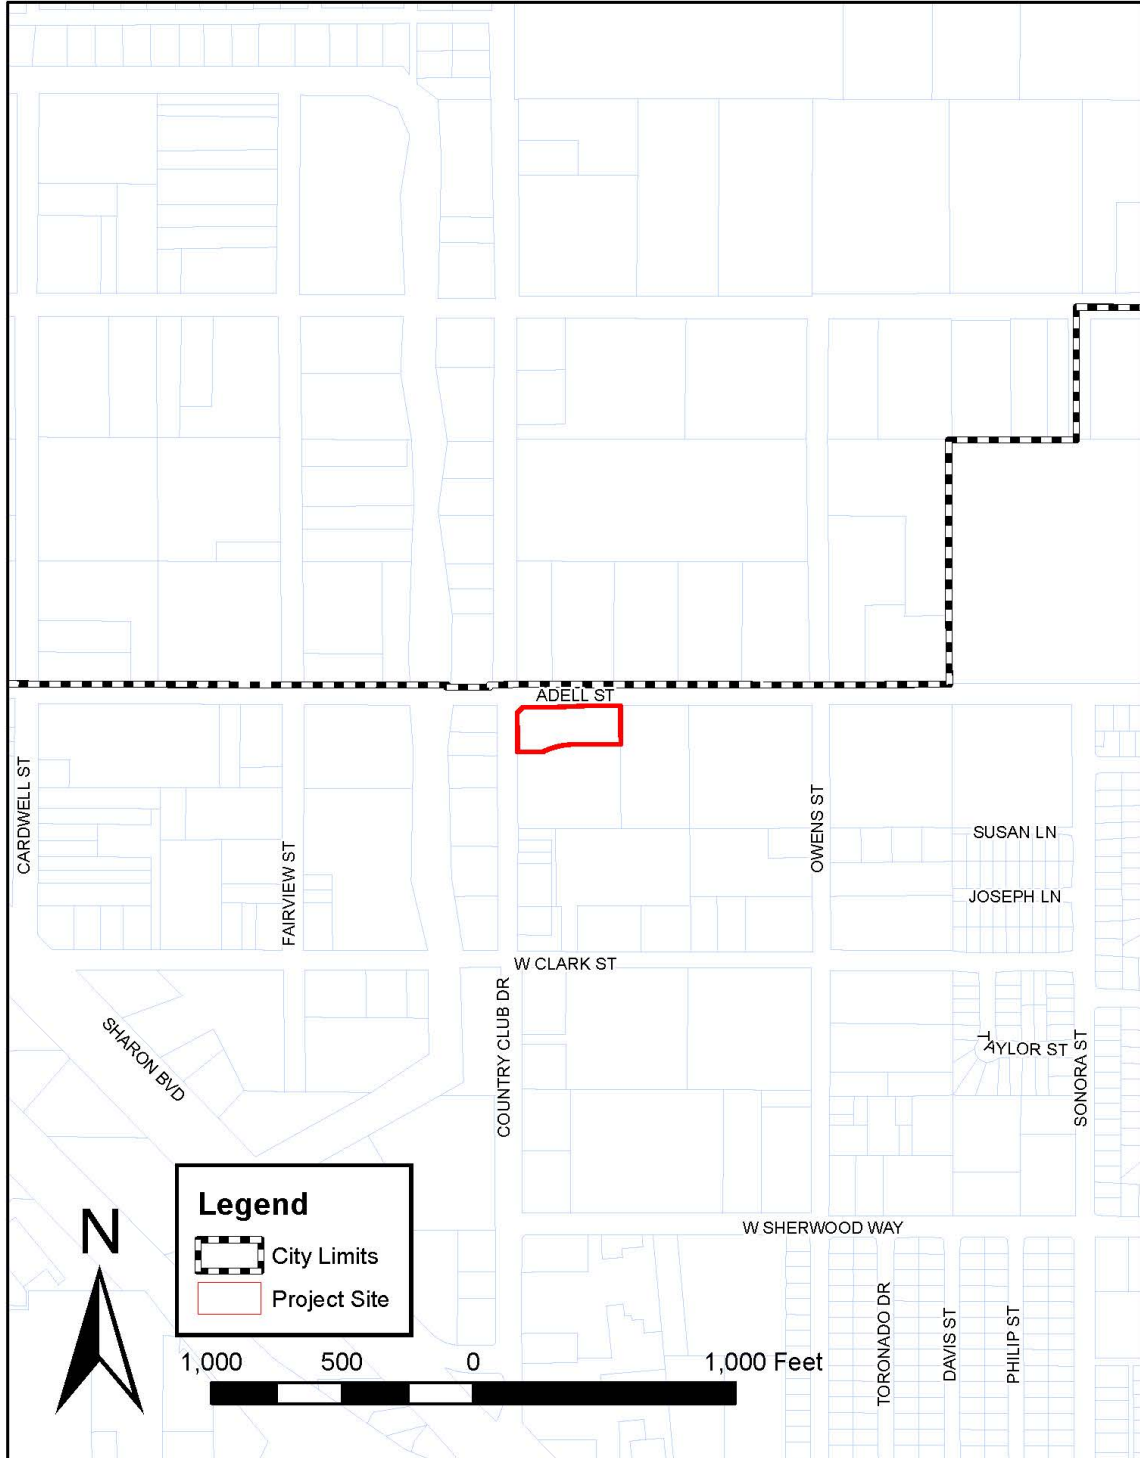 ADELL ST
CARDWELL ST
FAIRVIEW ST
OWENS ST
SUSAN LN
JOSEPH LN
W CLARK ST
COUNTRY CLUB DR
SHARON BVD
TAYLOR ST
SONORA ST
W SHERWOOD WAY
TORONADO DR
DAVIS ST
PHILIP ST
N
Legend
City Limits
Project Site
1,000 500 0 1,000 Feet